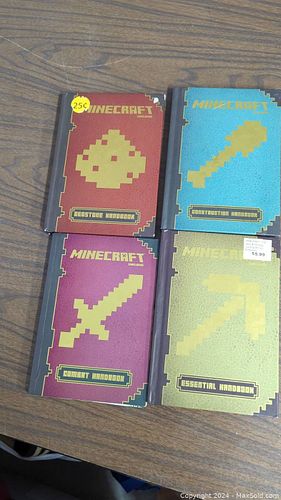 25¢
MINECRAFT
REDSTONE HANDBOOK
MINECRAFT
CONSTRUCTION HANDBOOK
MINECRAFT
COMBAT HANDBOOK
MINECRAFT
$5.99
ESSENTIAL HANDBOOK
Copyright © 2024 - MaxSold.com